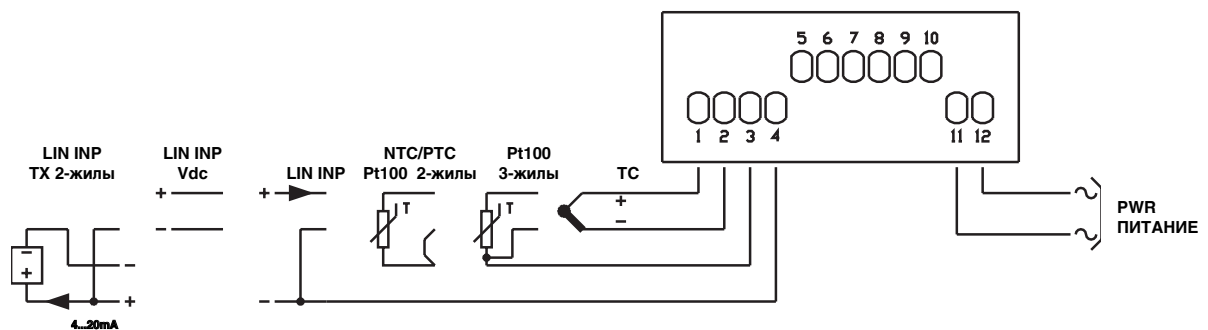 5 6 7 8 9 10
1 2 3 4 11 12
LIN INP
TX 2-жилы
LIN INP
Vdc
LIN INP
NTC/PTC
Pt100 2-жилы
Pt100
3-жилы
TC
+ + T T + 
− − −
PWR
ПИТАНИЕ
− −
+ + −
4...20mA